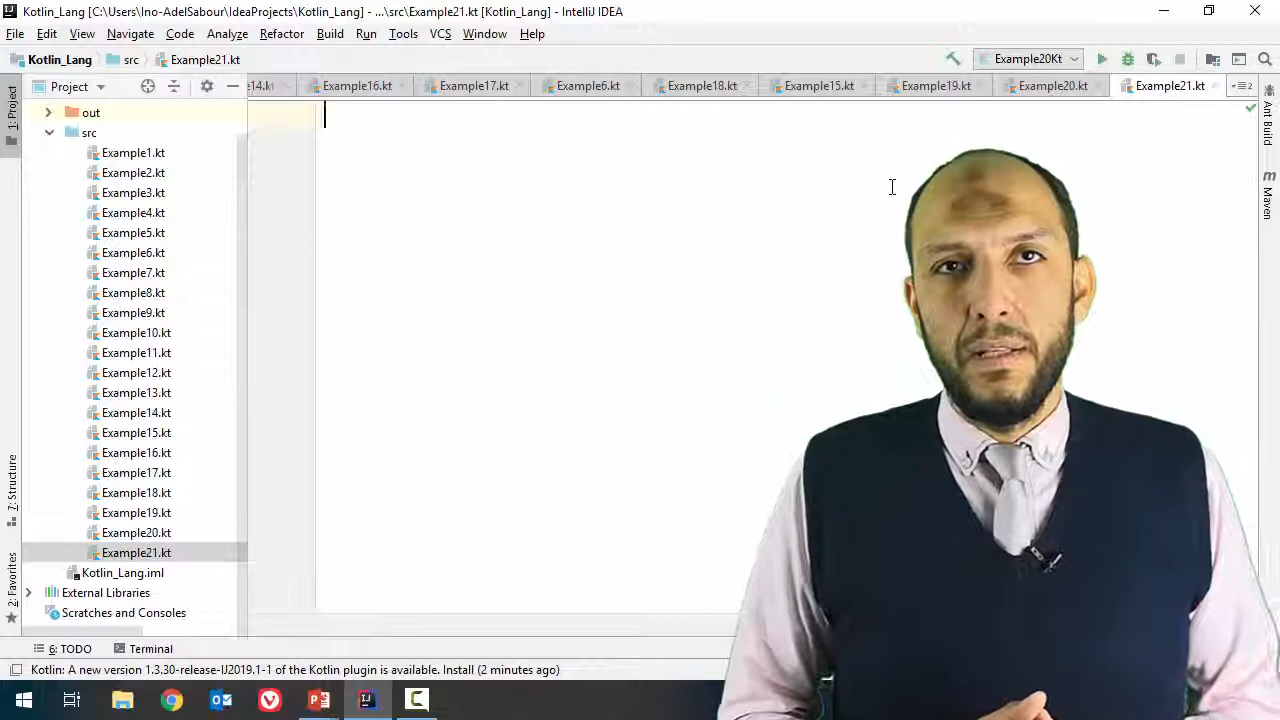 Kotlin_Lang [C:\Users\Ino-AdelSabour\IdeaProjects\Kotlin_Lang] - ...\src\Example21.kt [Kotlin_Lang] - IntelliJ IDEA
File Edit View Navigate Code Analyze Refactor Build Run Tools VCS Window Help
Kotlin_Lang src Example21.kt Example20Kt
1: Project
Project
14.kt Example16.kt Example17.kt Example6.kt Example18.kt Example15.kt Example19.kt Example20.kt Example21.kt 2
out
src
Example1.kt
Example2.kt
Example3.kt
Example4.kt
Example5.kt
Example6.kt
Example7.kt
Example8.kt
Example9.kt
Example10.kt
Example11.kt
Example12.kt
Example13.kt
Example14.kt
Example15.kt
Example16.kt
Example17.kt
Example18.kt
Example19.kt
Example20.kt
Example21.kt
Kotlin_Lang.iml
External Libraries
Scratches and Consoles
Ant Build
m
Maven
7: Structure
2: Favorites
6: TODO Terminal
Kotlin: A new version 1.3.30-release-IJ2019.1-1 of the Kotlin plugin is available. Install (2 minutes ago)